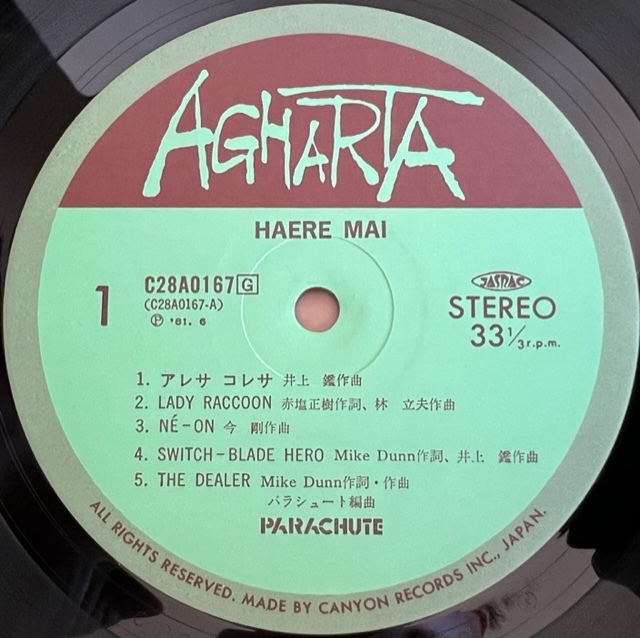 AGHARTA
HAERE MAI
1
C28A0167 G
(C28A0167-A)
Ⓟ '81. 6
JASRAC
STEREO
33 1/3 r.p.m.
1. アレサ コレサ 井上 鑑作曲
2. LADY RACCOON 赤塩正樹作詞、林 立夫作曲
3. NÉ-ON 今 剛作曲
4. SWITCH-BLADE HERO Mike Dunn作詞、井上 鑑作曲
5. THE DEALER Mike Dunn作詞・作曲
パラシュート編曲
PARACHUTE
ALL RIGHTS RESERVED. MADE BY CANYON RECORDS INC., JAPAN.